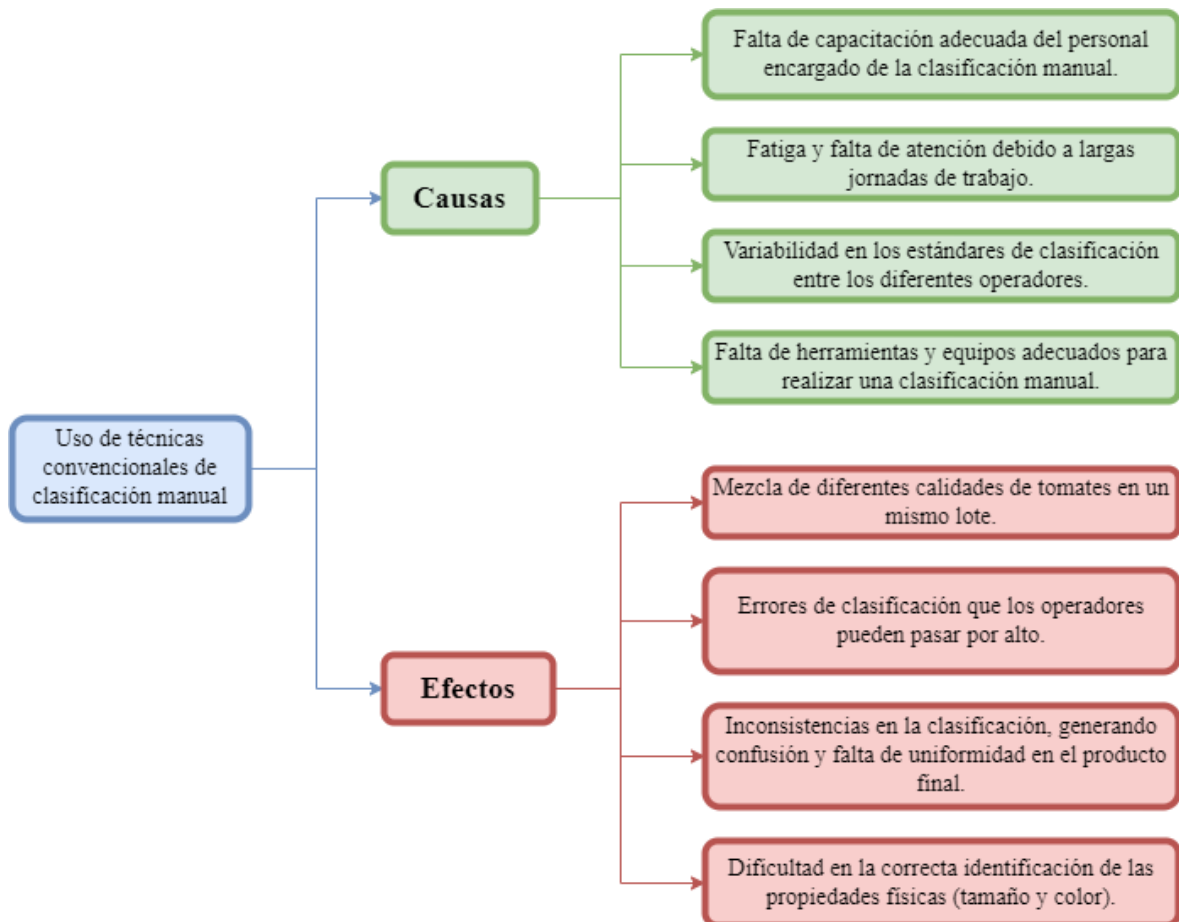 Uso de técnicas
convencionales de
clasificación manual
Causas
Falta de capacitación adecuada del personal
encargado de la clasificación manual.
Fatiga y falta de atención debido a largas
jornadas de trabajo.
Variabilidad en los estándares de clasificación
entre los diferentes operadores.
Falta de herramientas y equipos adecuados para
realizar una clasificación manual.
Efectos
Mezcla de diferentes calidades de tomates en un
mismo lote.
Errores de clasificación que los operadores
pueden pasar por alto.
Inconsistencias en la clasificación, generando
confusión y falta de uniformidad en el producto
final.
Dificultad en la correcta identificación de las
propiedades físicas (tamaño y color).